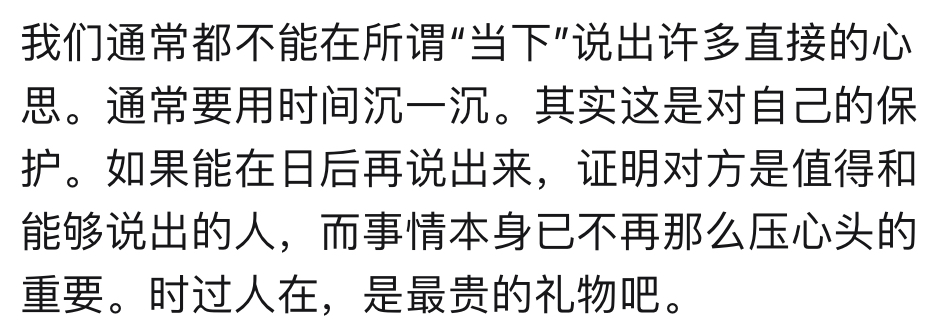 我们通常都不能在所谓“当下”说出许多直接的心
思。通常要用时间沉一沉。其实这是对自己的保
护。如果能在日后再说出来，证明对方是值得和
能够说出的人，而事情本身已不再那么压心头的
重要。时过人在，是最贵的礼物吧。